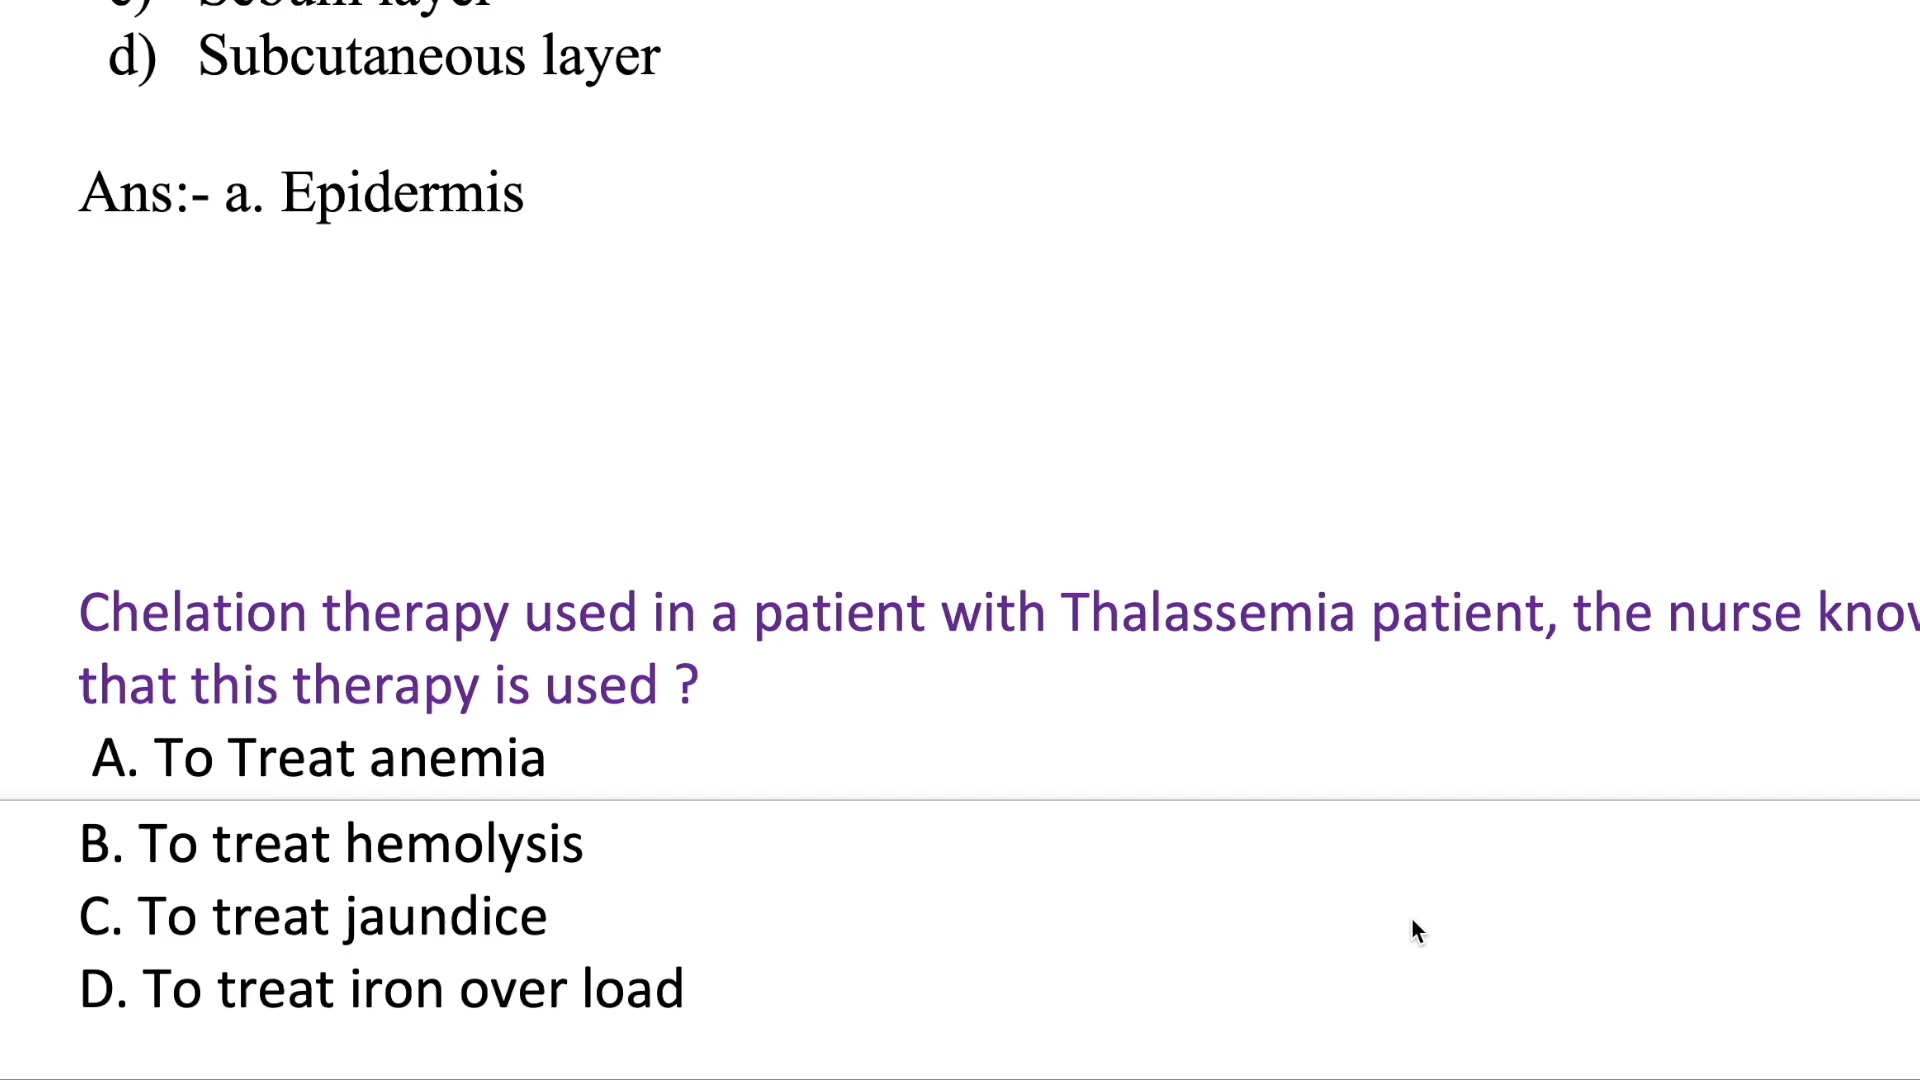 d) Subcutaneous layer
Ans:- a. Epidermis
Chelation therapy used in a patient with Thalassemia patient, the nurse
that this therapy is used ?
A. To Treat anemia
B. To treat hemolysis
C. To treat jaundice
D. To treat iron over load